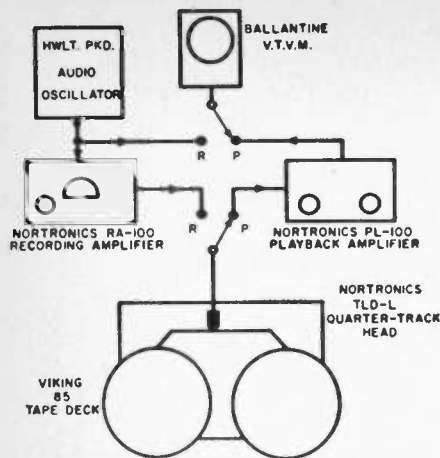 HWLT. PKD.
AUDIO
OSCILLATOR
BALLANTINE
V.T.V.M.
R
P
R
P
NORTRONICS RA-100
RECORDING AMPLIFIER
NORTRONICS PL-100
PLAYBACK AMPLIFIER
NORTRONICS
TLD-L
QUARTER-TRACK
HEAD
VIKING
85
TAPE DECK